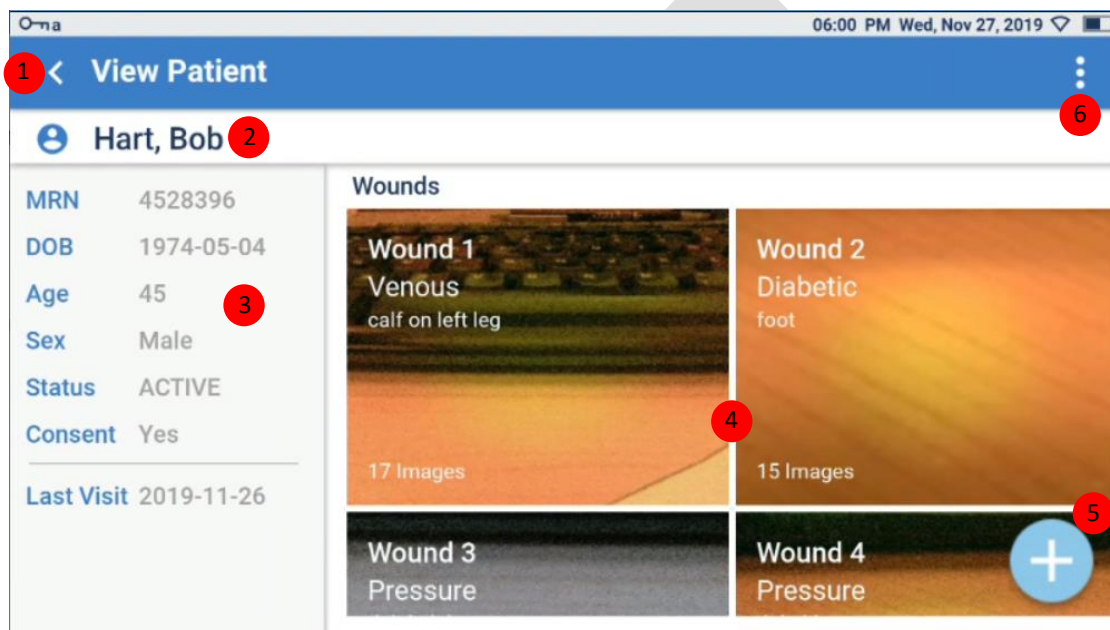 06:00 PM Wed, Nov 27, 2019
1 View Patient
6
Hart, Bob 2
MRN 4528396
DOB 1974-05-04
Age 45
3
Sex Male
Status ACTIVE
Consent Yes
Last Visit 2019-11-26
Wounds
Wound 1
Venous
calf on left leg
17 Images
4
Wound 2
Diabetic
foot
15 Images
5
Wound 3
Pressure
Wound 4
Pressure